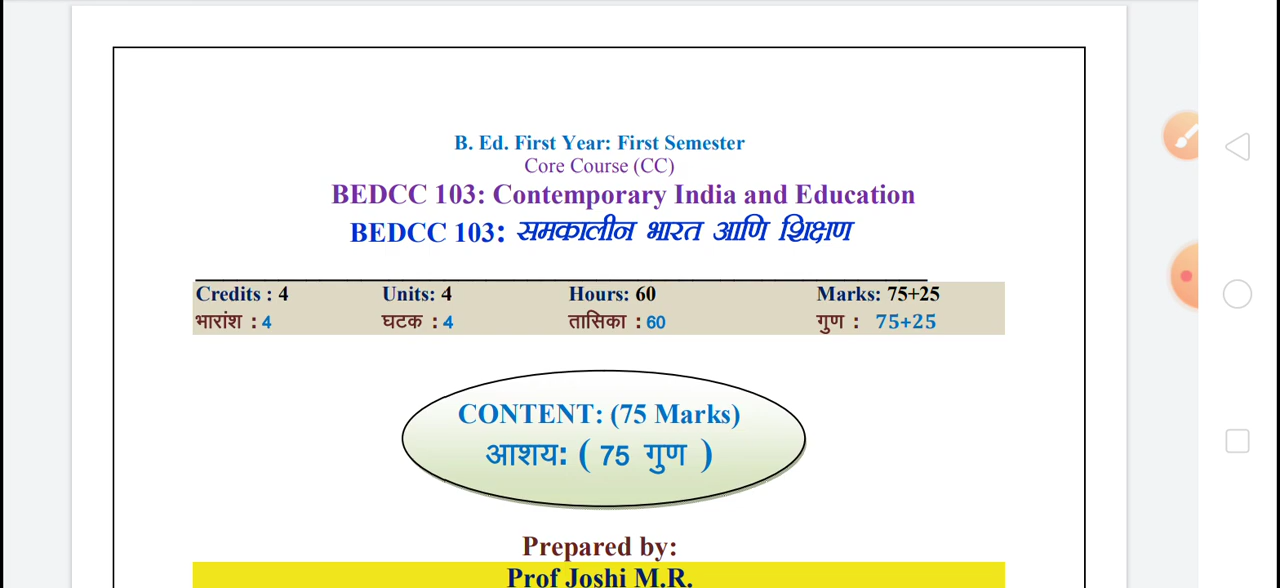 B. Ed. First Year: First Semester
Core Course (CC)
BEDCC 103: Contemporary India and Education
BEDCC 103: समकालीन भारत आणि शिक्षण
Credits : 4 Units: 4 Hours: 60 Marks: 75+25
भारांश : 4 घटक : 4 तासिका : 60 गुण : 75+25
CONTENT: (75 Marks)
आशय: ( 75 गुण )
Prepared by:
Prof Joshi M.R.